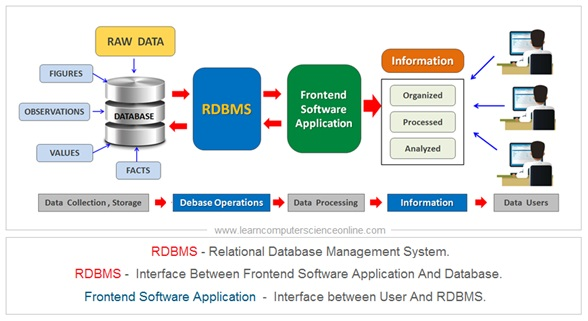 RAW DATA
FIGURES
OBSERVATIONS
VALUES
FACTS
DATABASE
RDBMS
Frontend
Software
Application
Information
Organized
Processed
Analyzed
Data Collection , Storage
Debase Operations
Data Processing
Information
Data Users
www.learncomputerscienceonline.com
RDBMS - Relational Database Management System.
RDBMS - Interface Between Frontend Software Application And Database.
Frontend Software Application - Interface between User And RDBMS.